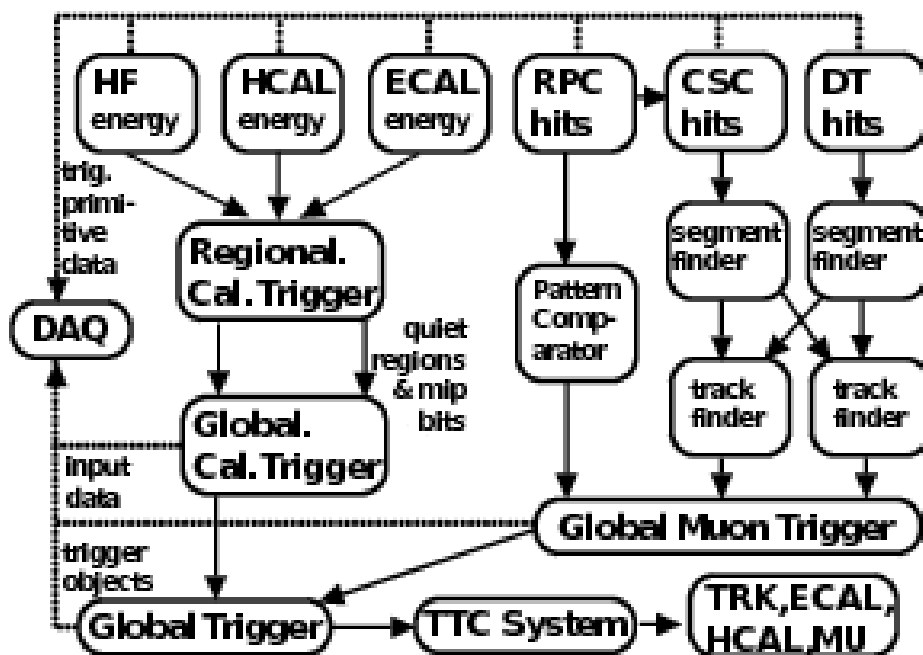 HF
energy
HCAL
energy
ECAL
energy
RPC
hits
CSC
hits
DT
hits
trig.
primi-
tive
data
Regional.
Cal. Trigger
segment
finder
segment
finder
Pattern
Comp-
arator
DAQ
quiet
regions
& mip
bits
track
finder
track
finder
Global.
Cal. Trigger
input
data
Global Muon Trigger
trigger
objects
Global Trigger
TTC System
TRK,ECAL,
HCAL,MU